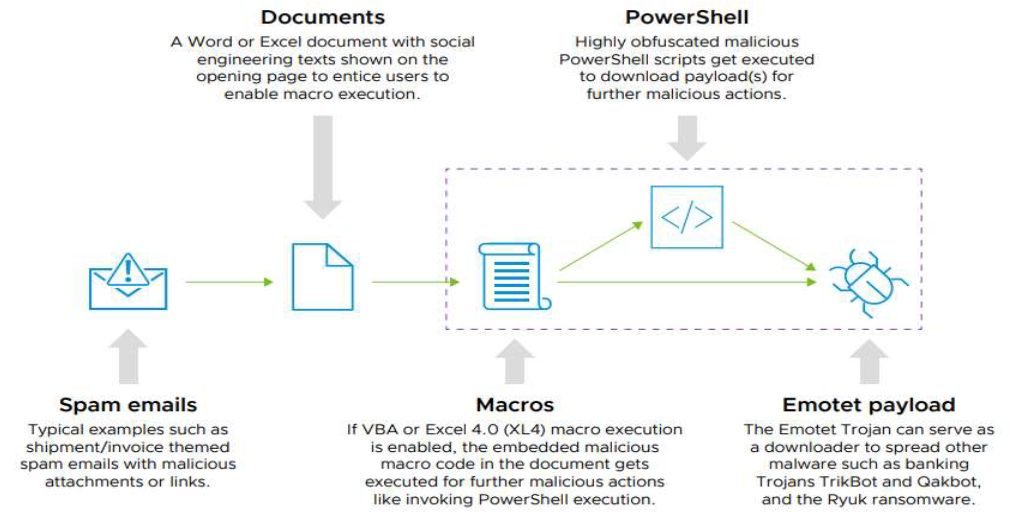 Documents
A Word or Excel document with social
engineering texts shown on the
opening page to entice users to
enable macro execution.
PowerShell
Highly obfuscated malicious
PowerShell scripts get executed
to download payload(s) for
further malicious actions.
</>
Spam emails
Typical examples such as
shipment/invoice themed
spam emails with malicious
attachments or links.
Macros
If VBA or Excel 4.0 (XL4) macro execution
is enabled, the embedded malicious
macro code in the document gets
executed for further malicious actions
like invoking PowerShell execution.
Emotet payload
The Emotet Trojan can serve as
a downloader to spread other
malware such as banking
Trojans TrikBot and Qakbot,
and the Ryuk ransomware.